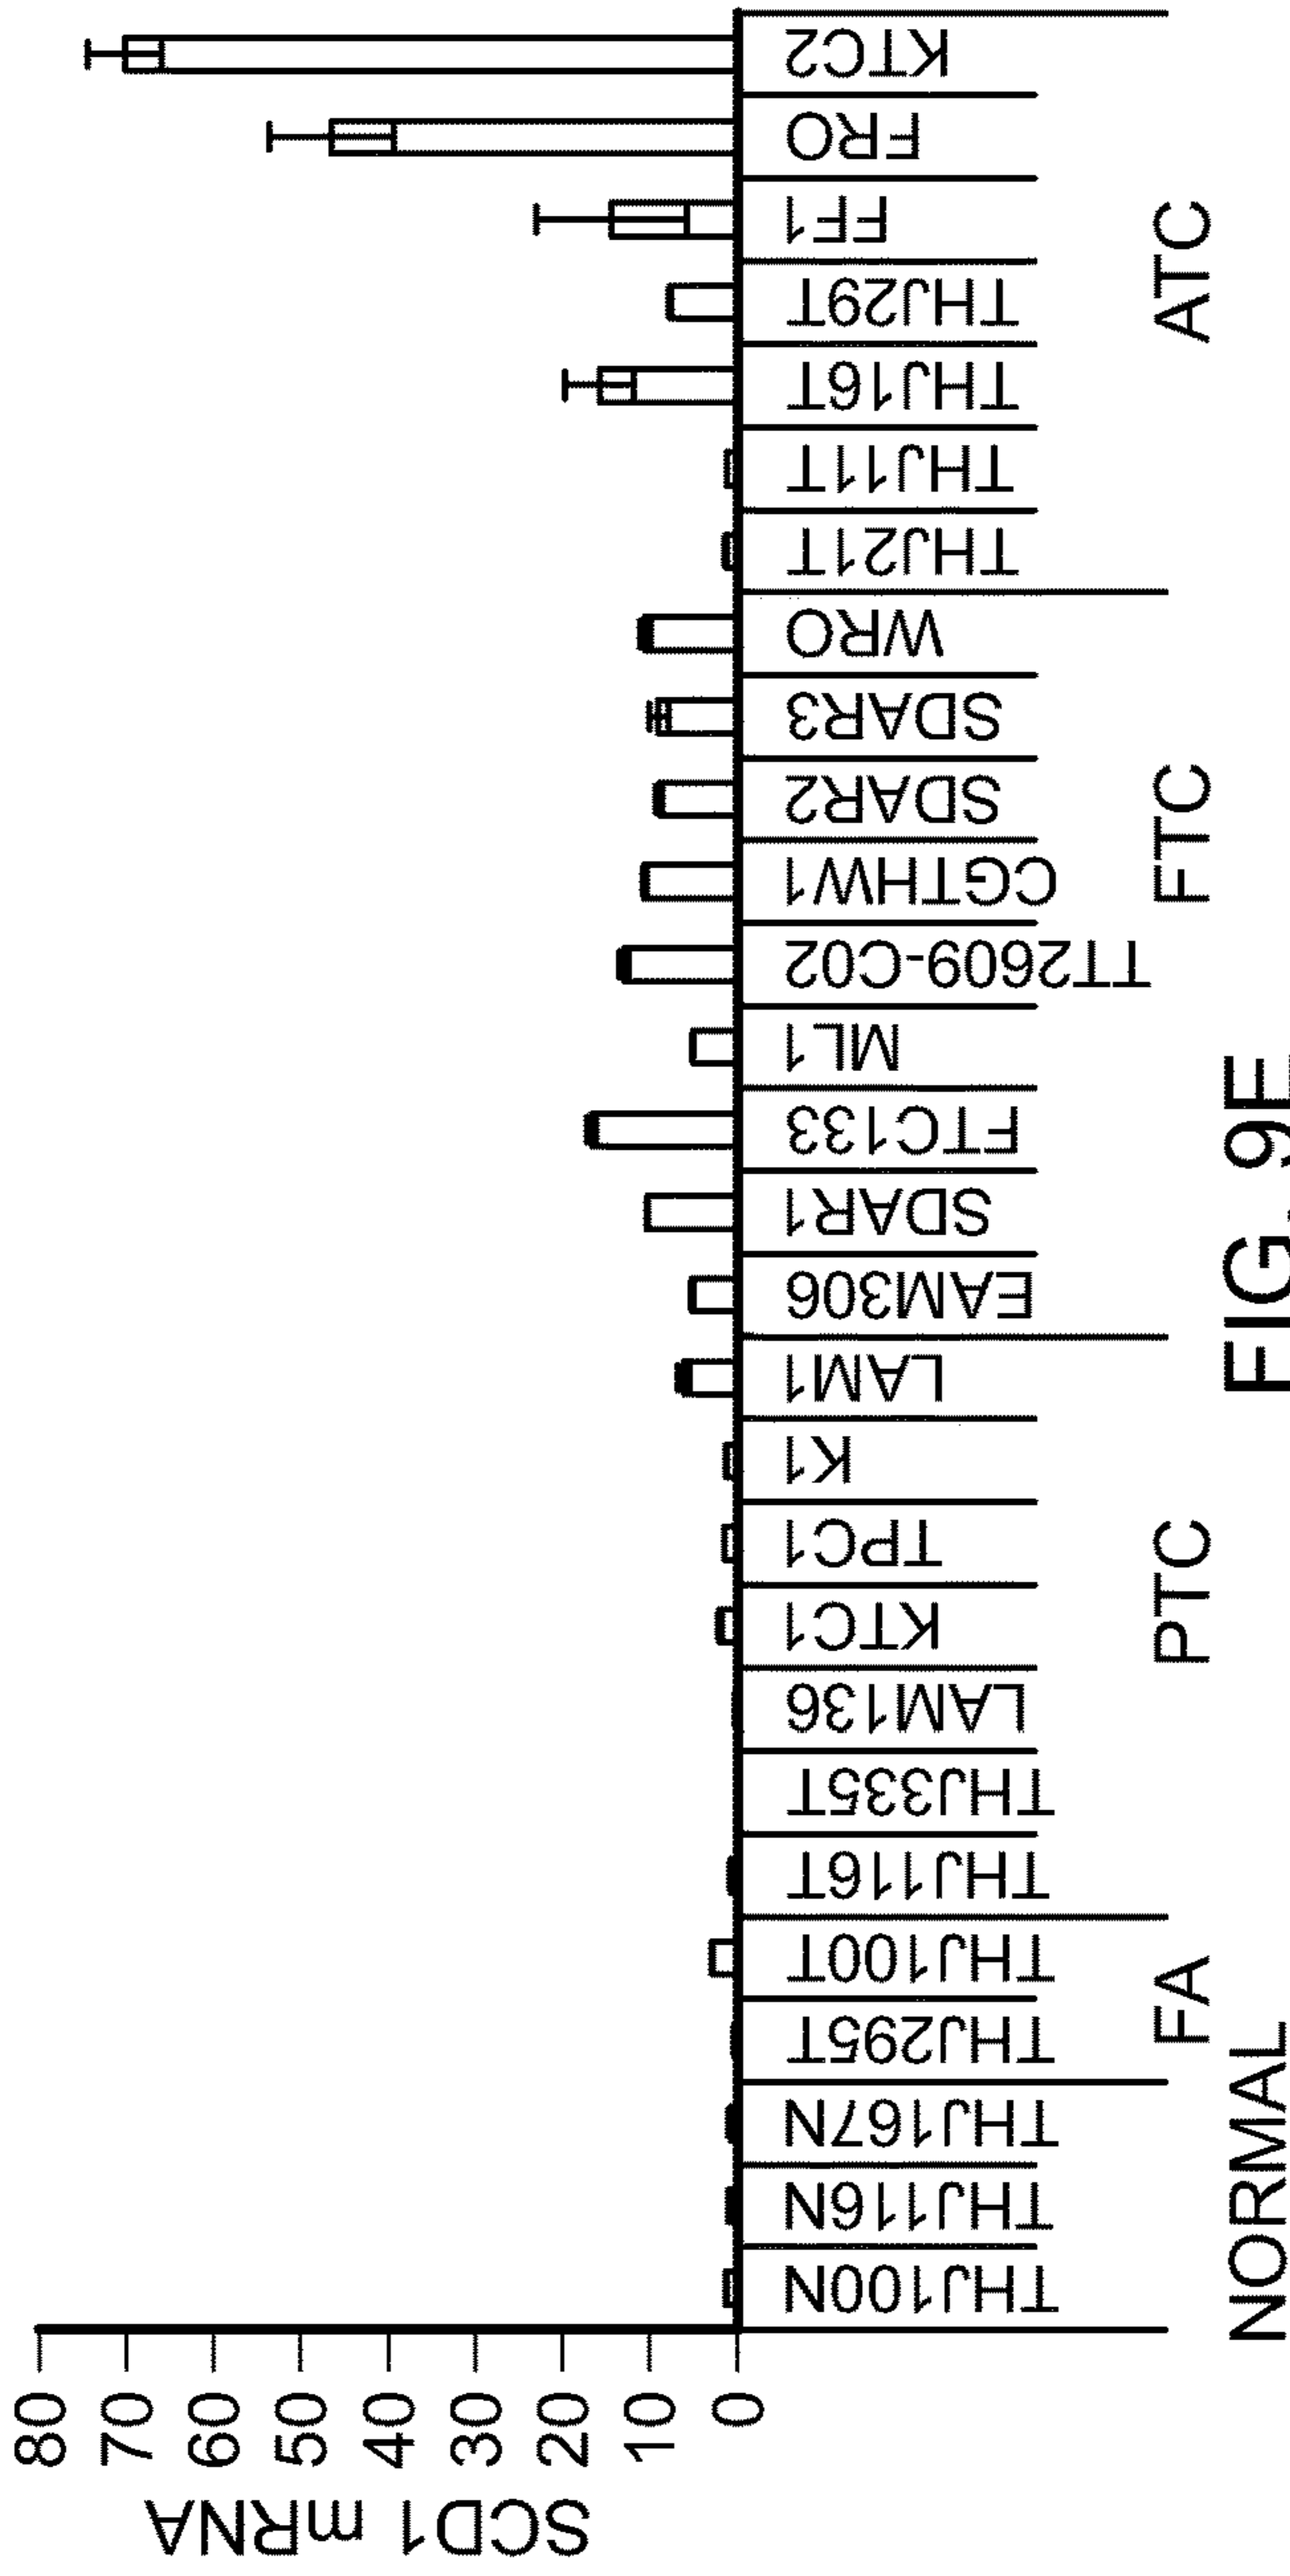 SCD1 mRNA
80
70
60
50
40
30
20
10
0
THJ100N
THJ116N
THJ167N
THJ295T
THJ100T
THJ116T
THJ335T
LAM136
KTC1
TPC1
K1
LAM1
EAM306
SDAR1
FTC133
ML1
TT2609-C02
CGTHW1
SDAR2
SDAR3
WRO
THJ21T
THJ11T
THJ16T
THJ29T
FF1
FRO
KTC2
NORMAL
FA
PTC
FTC
ATC
FIG. 9E